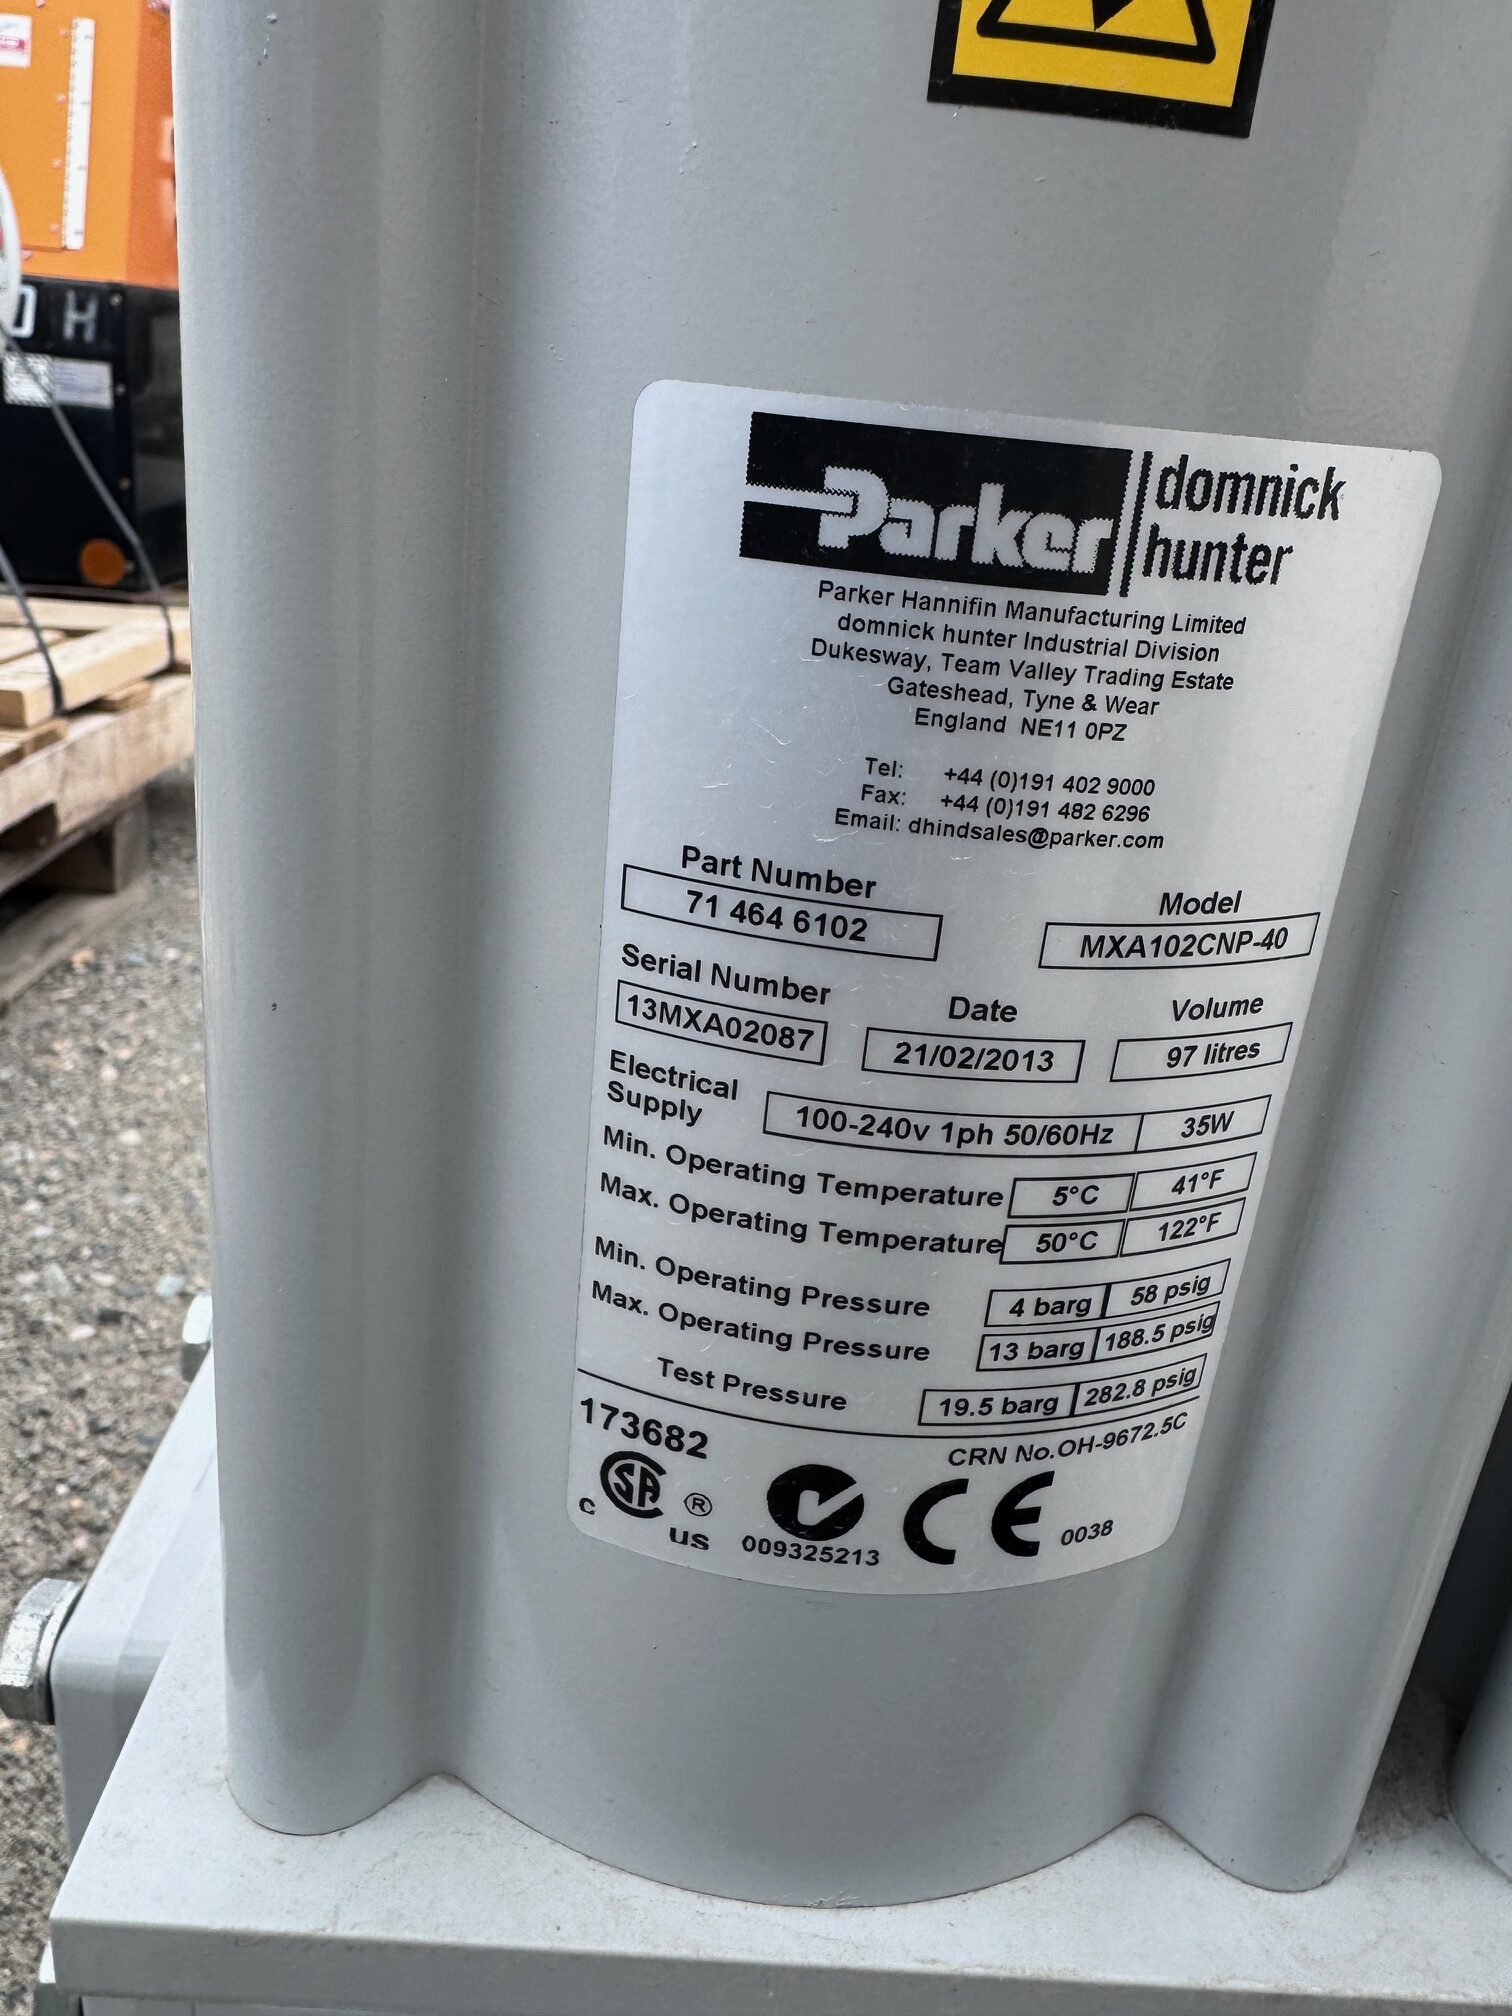 D H
Parker
domnick
hunter
Parker Hannifin Manufacturing Limited
domnick hunter Industrial Division
Dukesway, Team Valley Trading Estate
Gateshead, Tyne & Wear
England NE11 0PZ
Tel: +44 (0)191 402 9000
Fax: +44 (0)191 482 6296
Email: dhindsales@parker.com
Part Number
71 464 6102
Model
MXA102CNP-40
Serial Number
13MXA02087
Date
21/02/2013
Volume
97 litres
Electrical
Supply
100-240v 1ph 50/60Hz 35W
Min. Operating Temperature 5°C 41°F
Max. Operating Temperature 50°C 122°F
Min. Operating Pressure 4 barg 58 psig
Max. Operating Pressure 13 barg 188.5 psig
Test Pressure 19.5 barg 282.8 psig
173682
CRN No.OH-9672.5C
C SA ® US
009325213
CE 0038